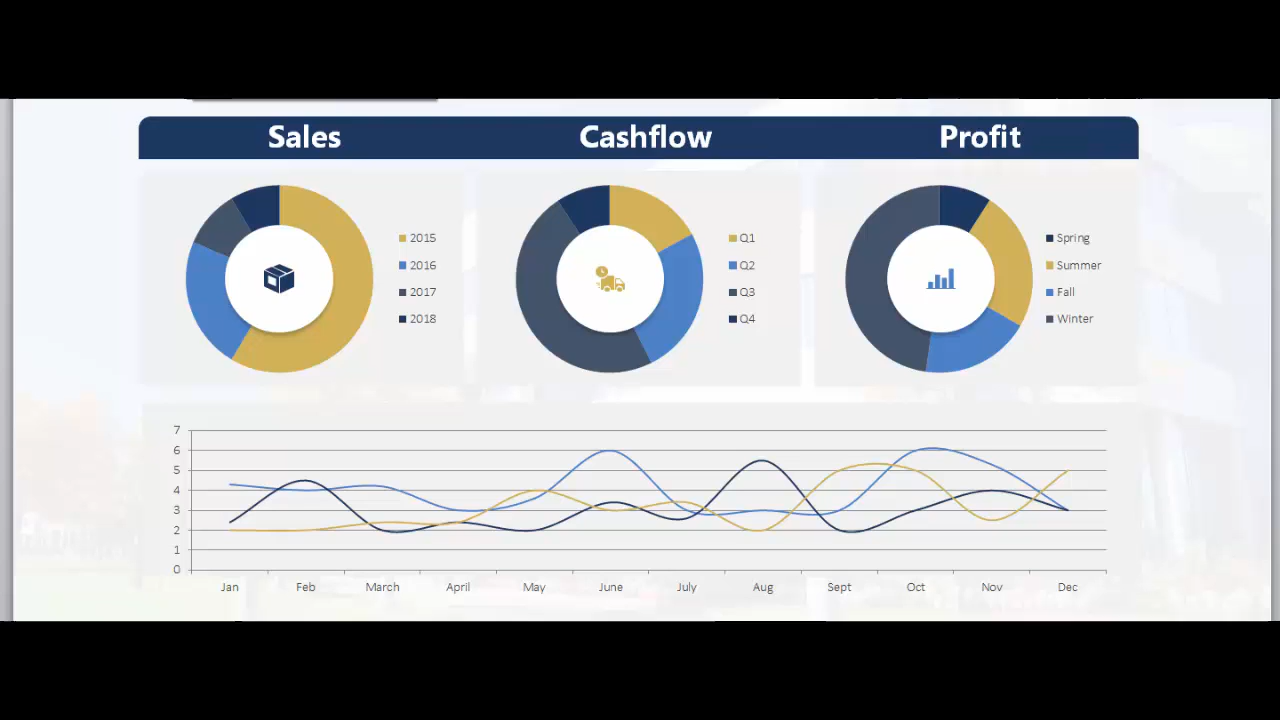 Sales Cashflow Profit
2015
2016
2017
2018
Q1
Q2
Q3
Q4
Spring
Summer
Fall
Winter
7
6
5
4
3
2
1
0
Jan Feb March April May June July Aug Sept Oct Nov Dec